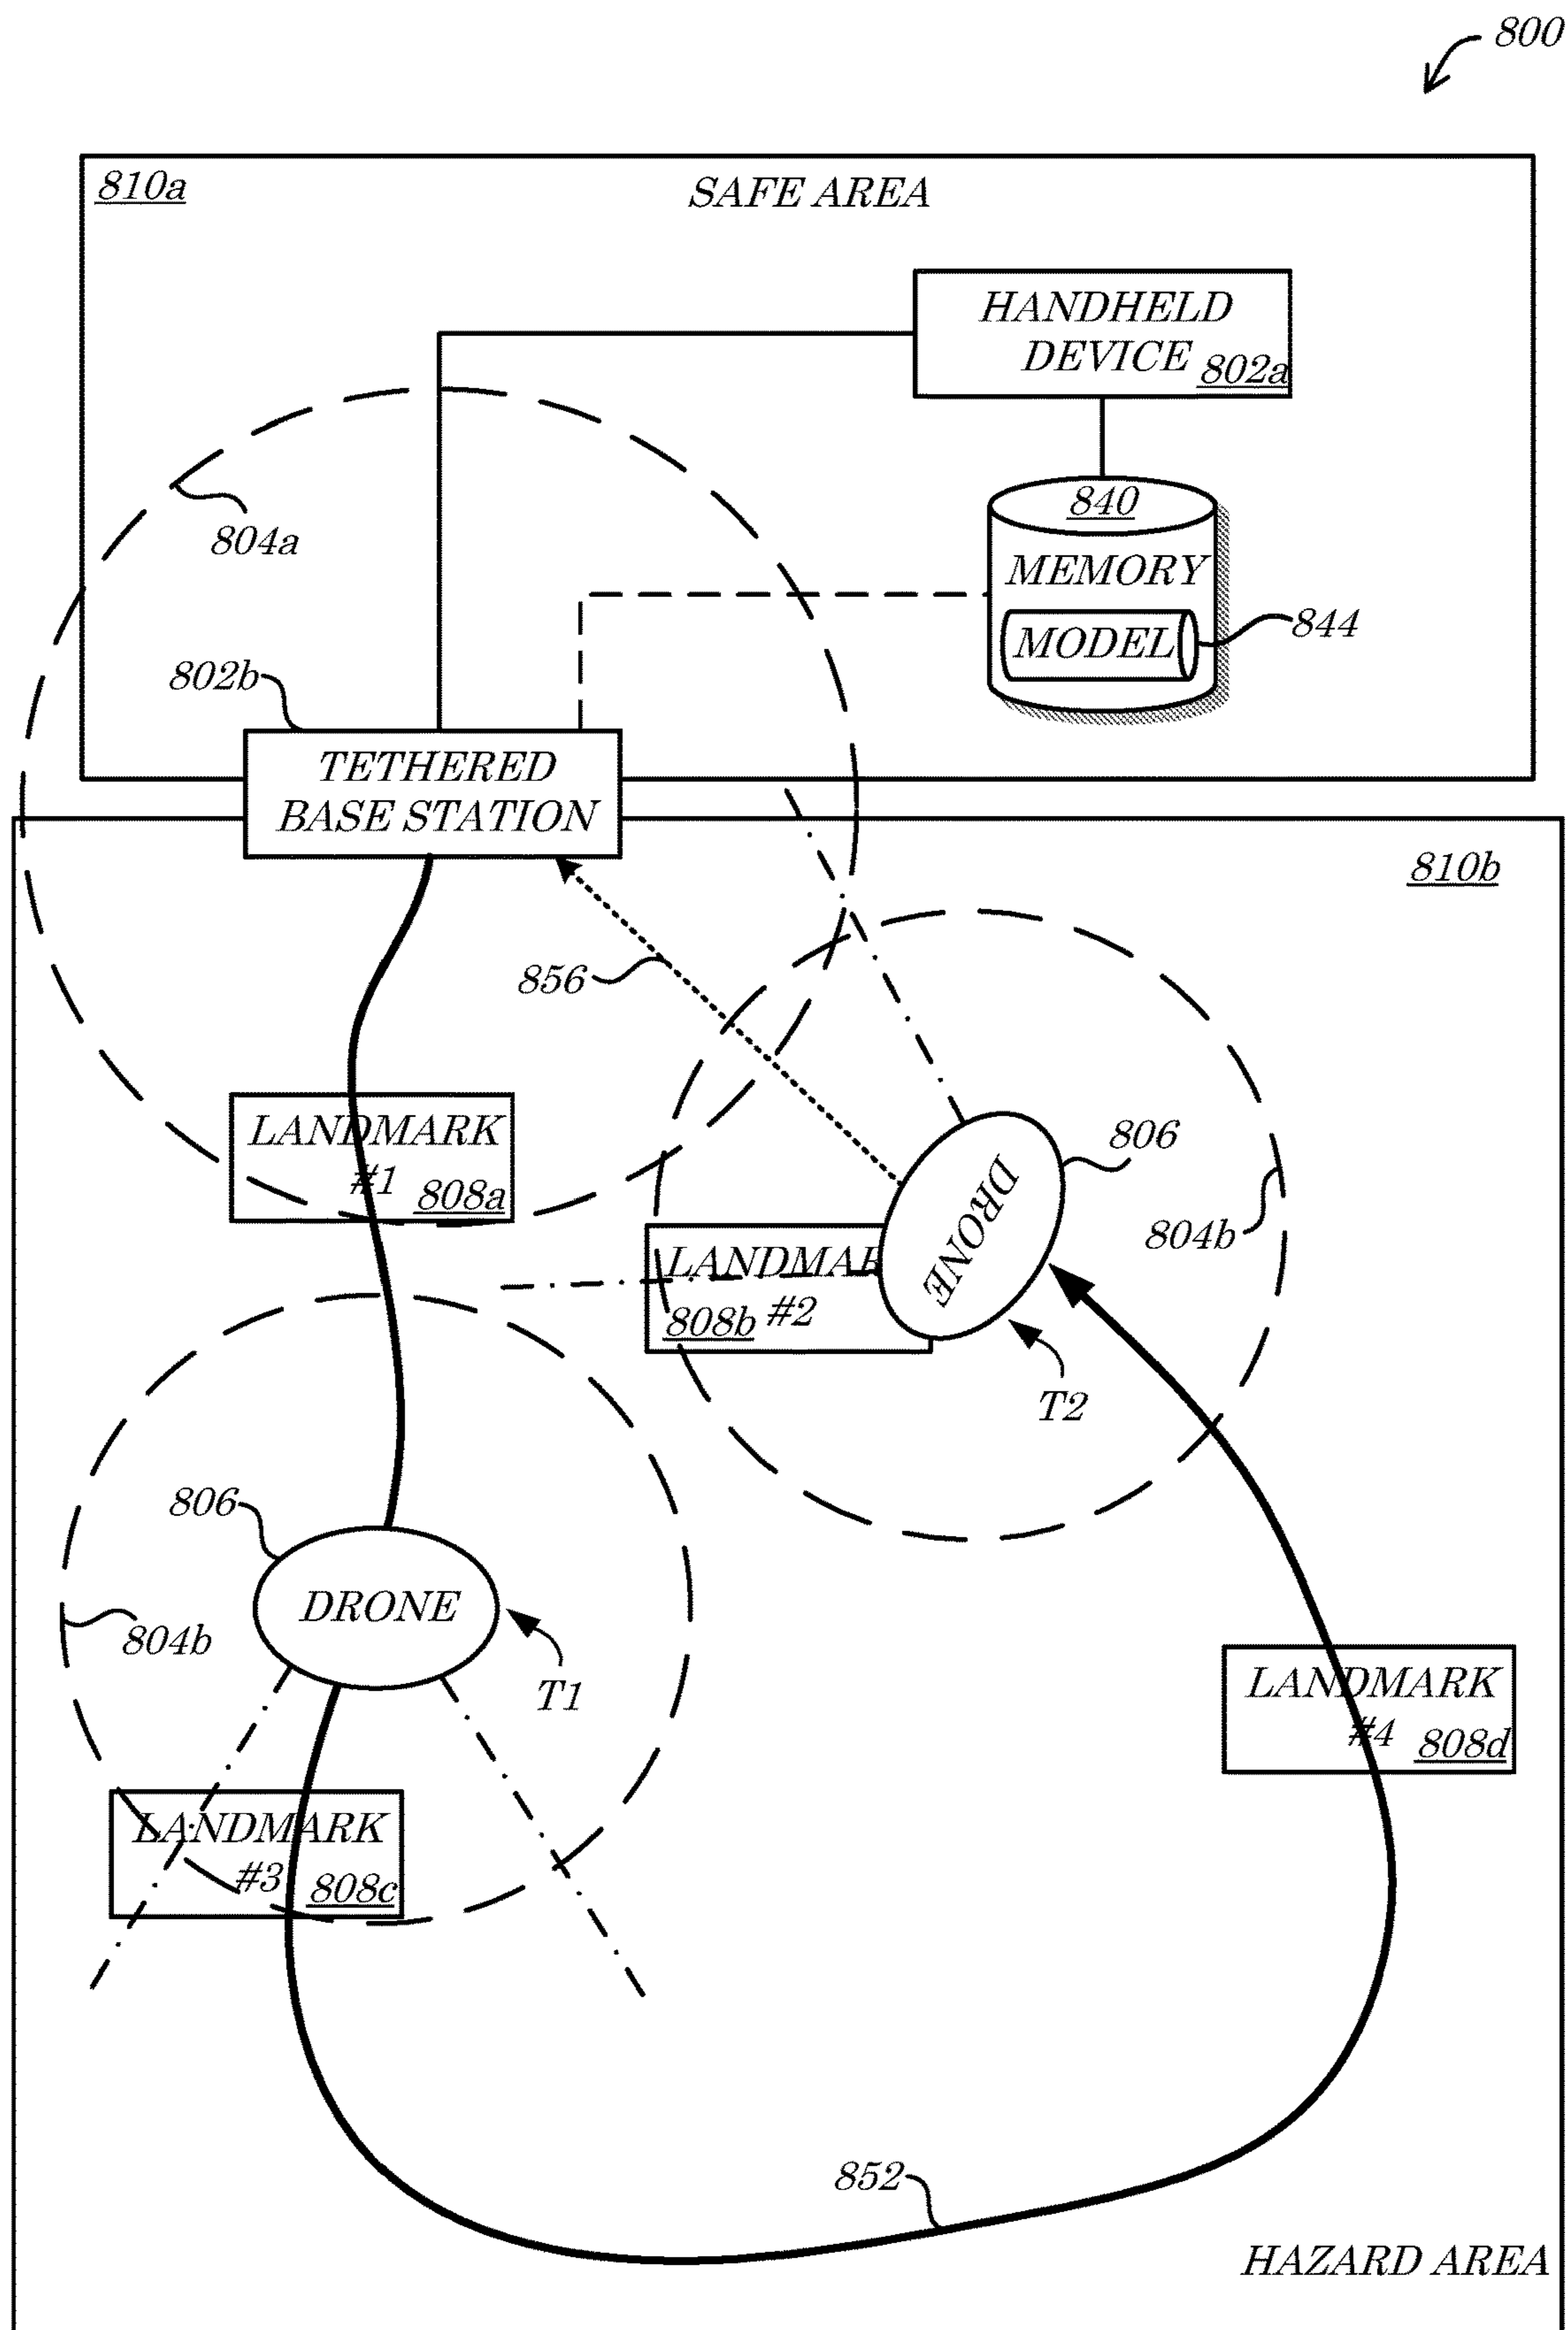 800
810a
SAFE AREA
HANDHELD
DEVICE 802a
804a
840
MEMORY
MODEL
844
802b
TETHERED
BASE STATION
810b
856
LANDMARK
#1 808a
806
DRONE
804b
LANDMAR
#2
808b
T2
806
DRONE
804b
T1
LANDMARK
#4 808d
LANDMARK
#3 808c
852
HAZARD AREA